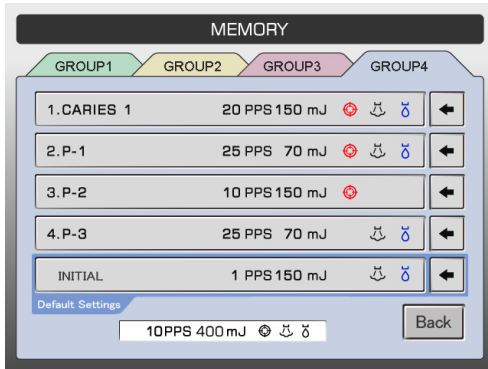 MEMORY
GROUP1 GROUP2 GROUP3 GROUP4
1.CARIES 1 20 PPS 150 mJ
2.P-1 25 PPS 70 mJ
3.P-2 10 PPS 150 mJ
4.P-3 25 PPS 70 mJ
INITIAL 1 PPS 150 mJ
Default Settings
10PPS 400mJ
Back